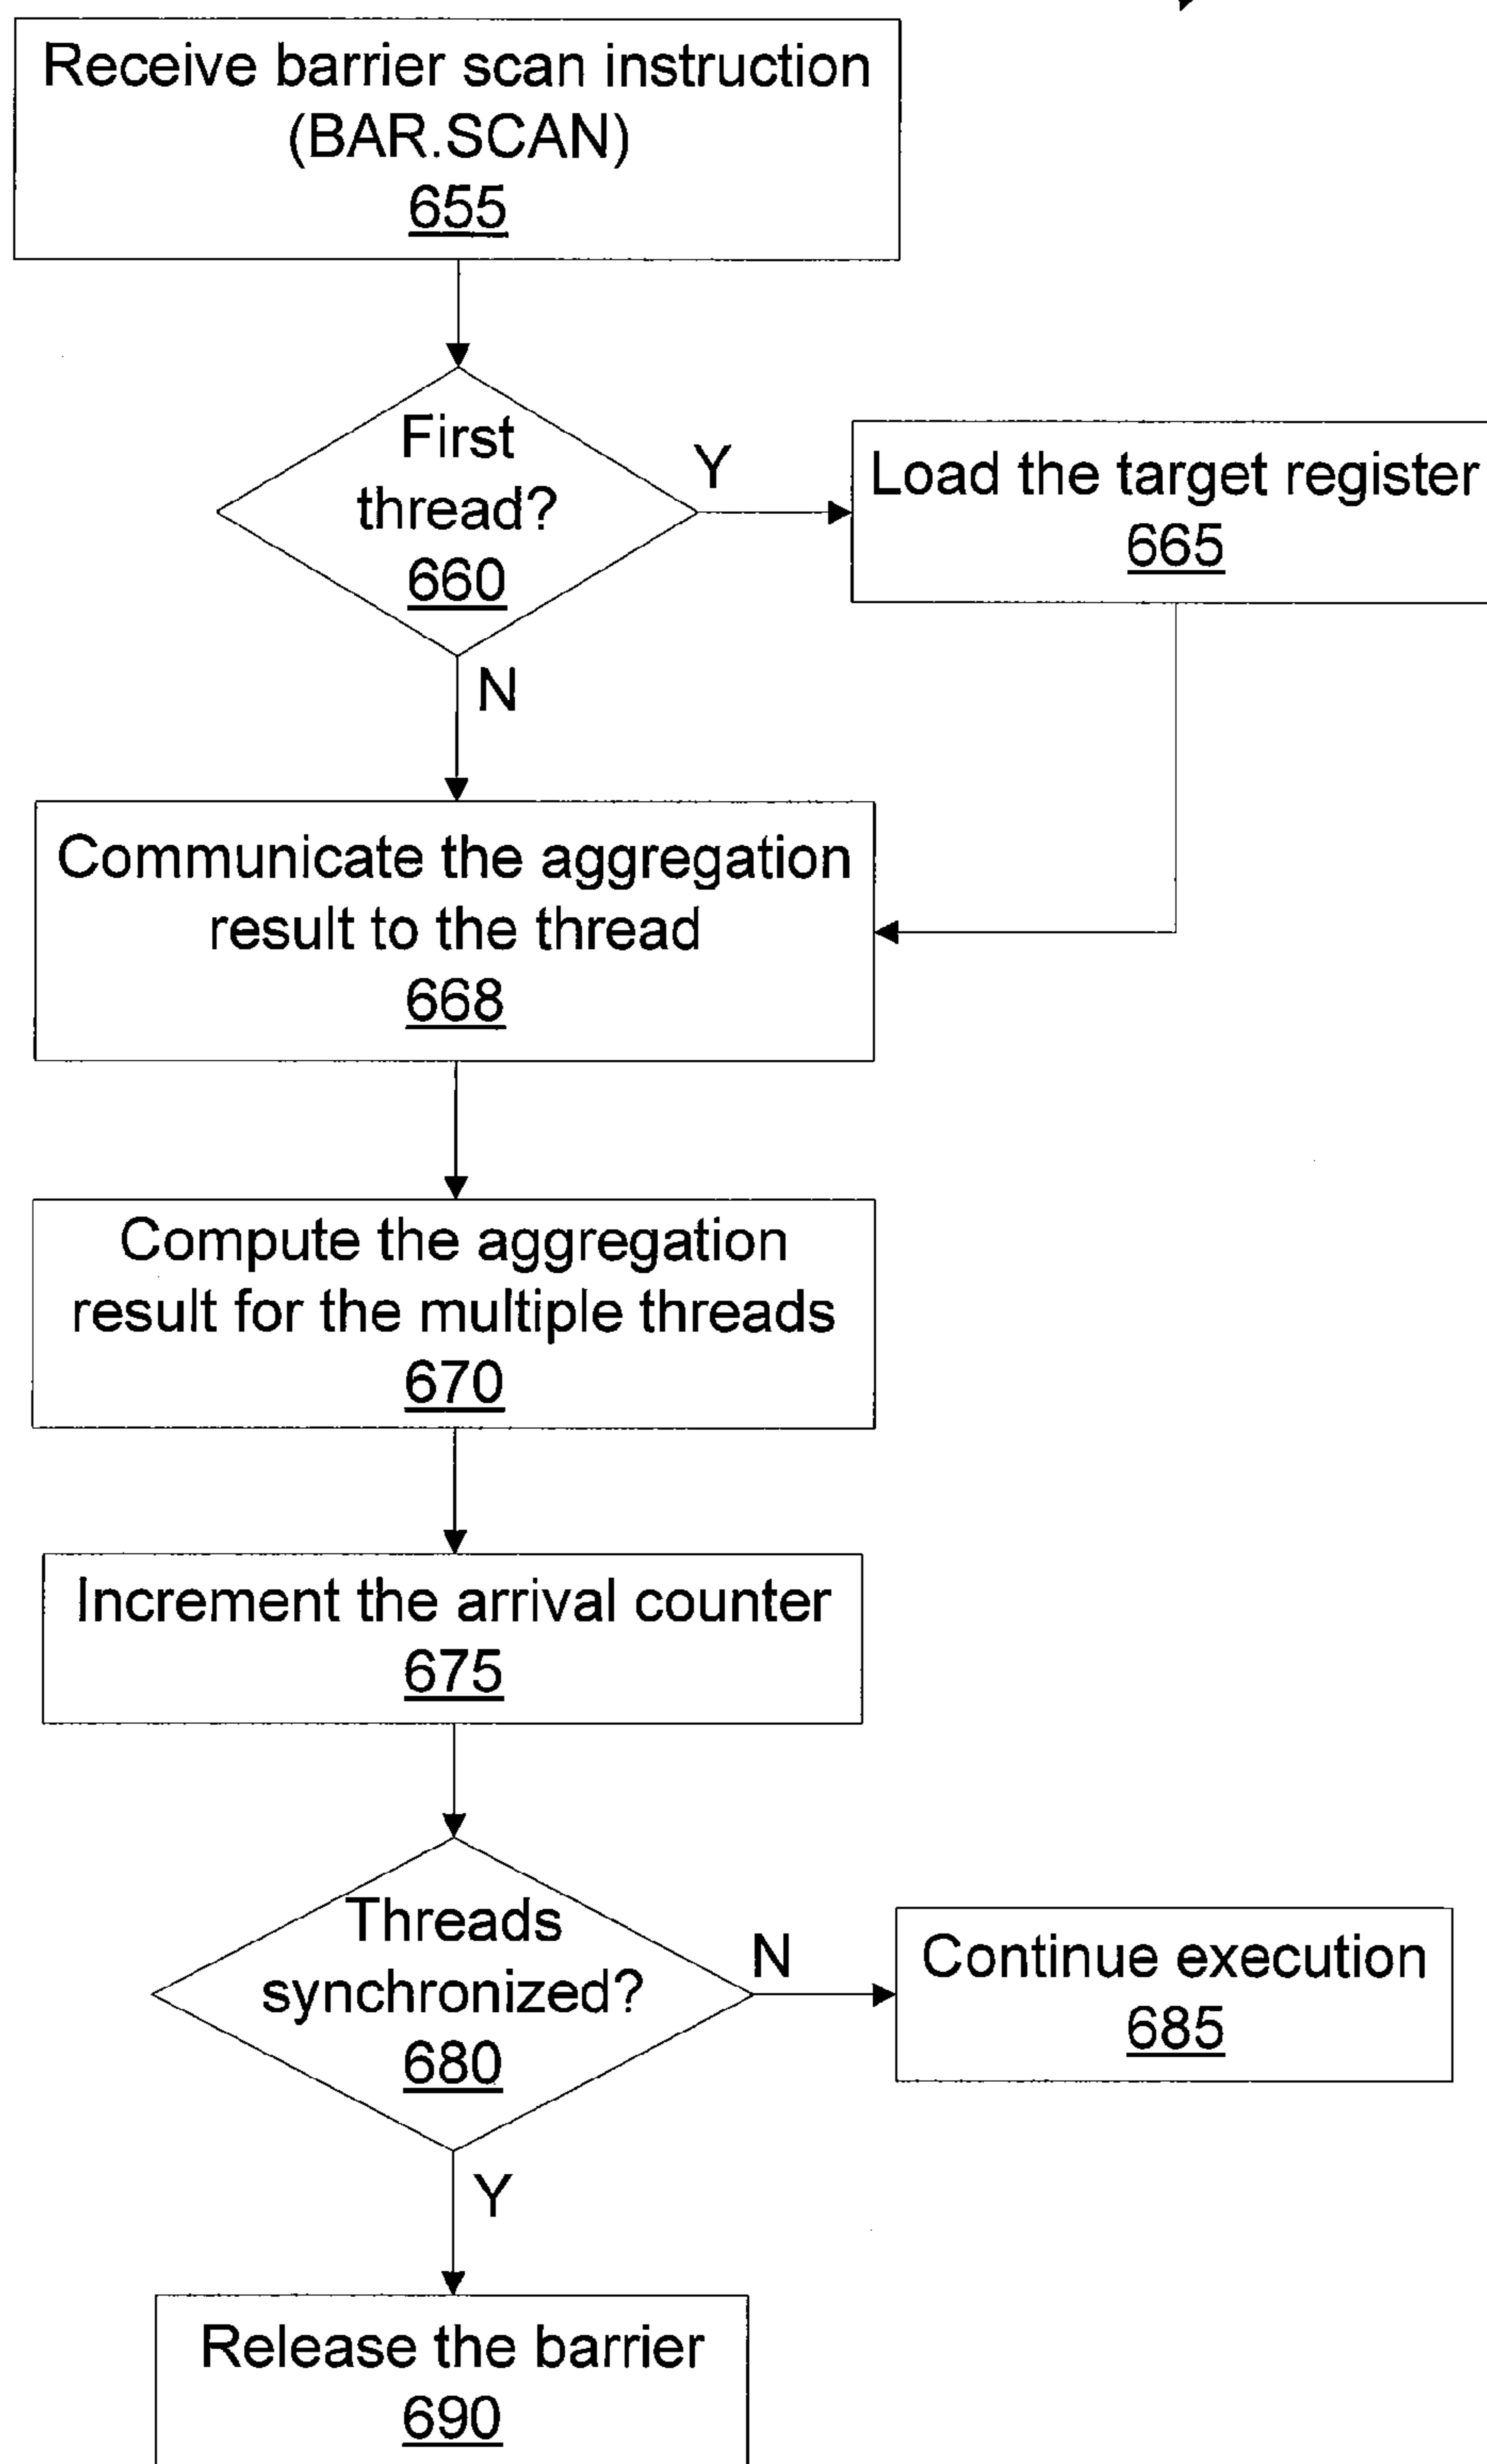 Receive barrier scan instruction
(BAR.SCAN)
655
First
thread?
660
Y
Load the target register
665
N
Communicate the aggregation
result to the thread
668
Compute the aggregation
result for the multiple threads
670
Increment the arrival counter
675
Threads
synchronized?
680
N
Continue execution
685
Y
Release the barrier
690